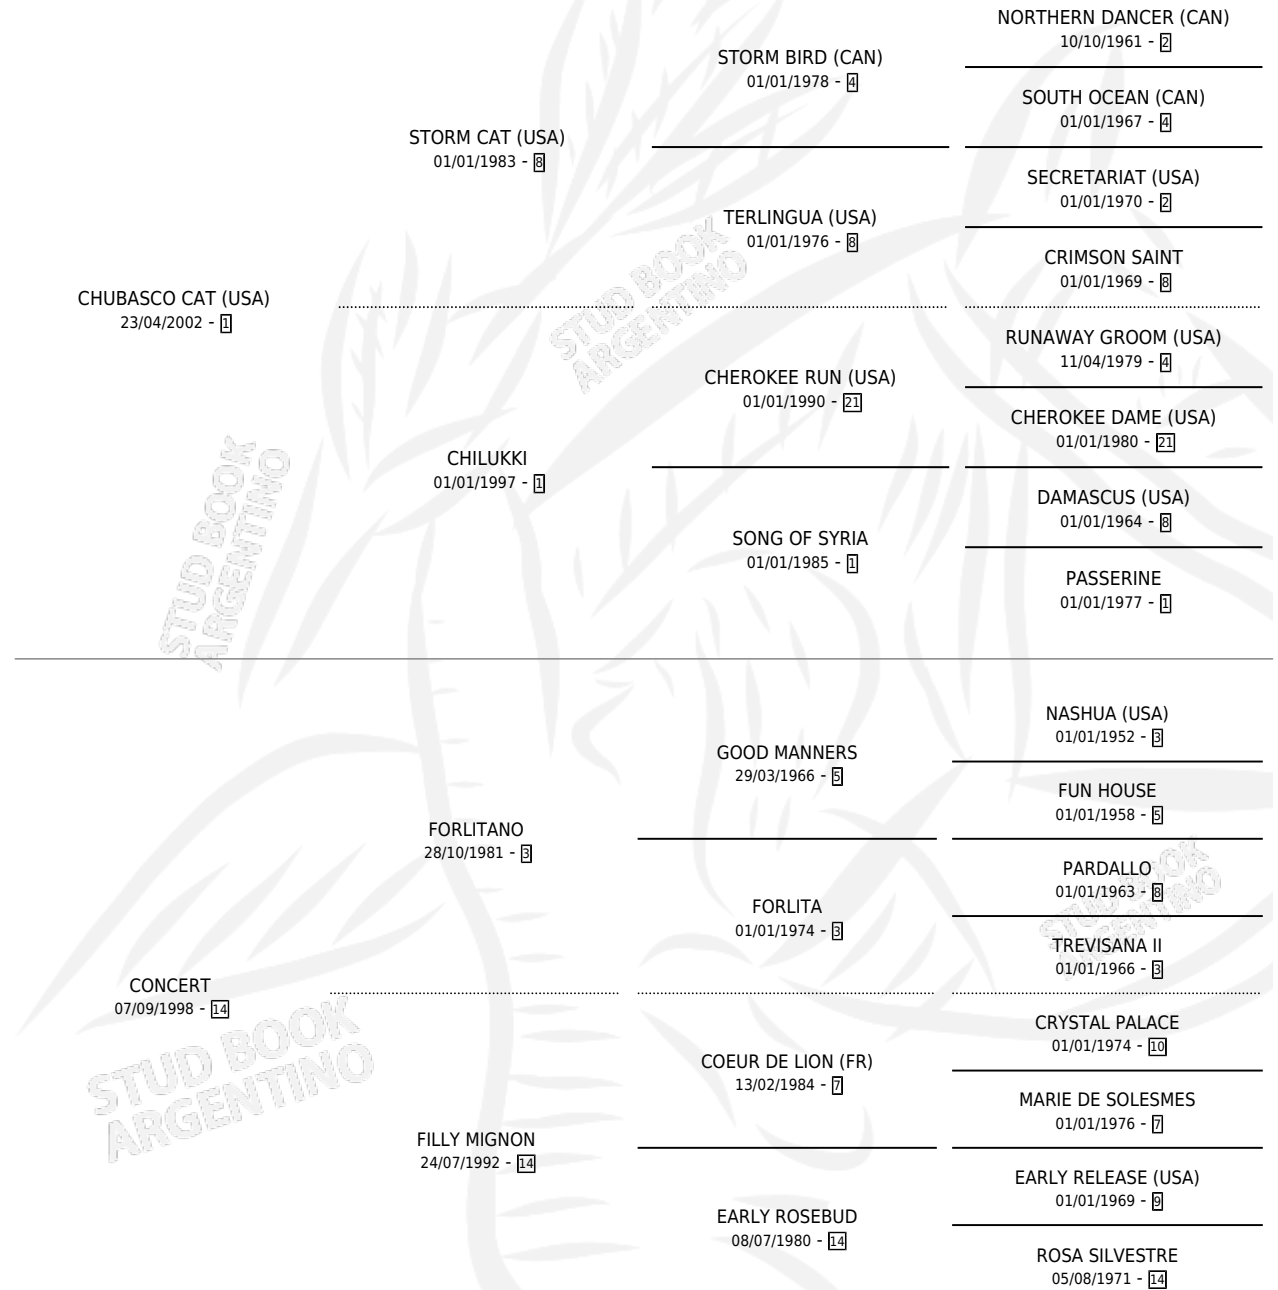 NORTHERN DANCER (CAN)
10/10/1961 - 2
STORM BIRD (CAN)
01/01/1978 - 4
SOUTH OCEAN (CAN)
01/01/1967 - 4
STORM CAT (USA)
01/01/1983 - 8
SECRETARIAT (USA)
01/01/1970 - 2
TERLINGUA (USA)
01/01/1976 - 8
CRIMSON SAINT
01/01/1969 - 8
CHUBASCO CAT (USA)
23/04/2002 - 1
RUNAWAY GROOM (USA)
11/04/1979 - 4
CHEROKEE RUN (USA)
01/01/1990 - 21
CHEROKEE DAME (USA)
01/01/1980 - 21
CHILUKKI
01/01/1997 - 1
DAMASCUS (USA)
01/01/1964 - 8
SONG OF SYRIA
01/01/1985 - 1
PASSERINE
01/01/1977 - 1
STUD BOOK
ARGENTINO
STUD BOOK
ARGENTINO
NASHUA (USA)
01/01/1952 - 3
GOOD MANNERS
29/03/1966 - 5
FUN HOUSE
01/01/1958 - 5
FORLITANO
28/10/1981 - 3
PARDALLO
01/01/1963 - 8
FORLITA
01/01/1974 - 3
TREVISANA II
01/01/1966 - 3
CONCERT
07/09/1998 - 14
CRYSTAL PALACE
01/01/1974 - 10
COEUR DE LION (FR)
13/02/1984 - 7
MARIE DE SOLESMES
01/01/1976 - 7
FILLY MIGNON
24/07/1992 - 14
EARLY RELEASE (USA)
01/01/1969 - 9
EARLY ROSEBUD
08/07/1980 - 14
ROSA SILVESTRE
05/08/1971 - 14
STUD BOOK
ARGENTINO
STUD BOOK
ARGENTINO